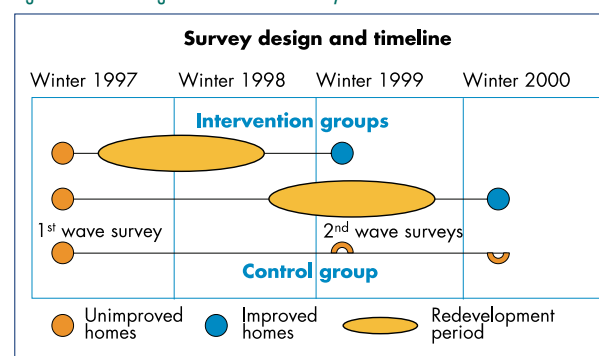 Survey design and timeline
Winter 1997 Winter 1998 Winter 1999 Winter 2000
Intervention groups
1st wave survey 2nd wave surveys
Control group
Unimproved homes
Improved homes
Redevelopment period